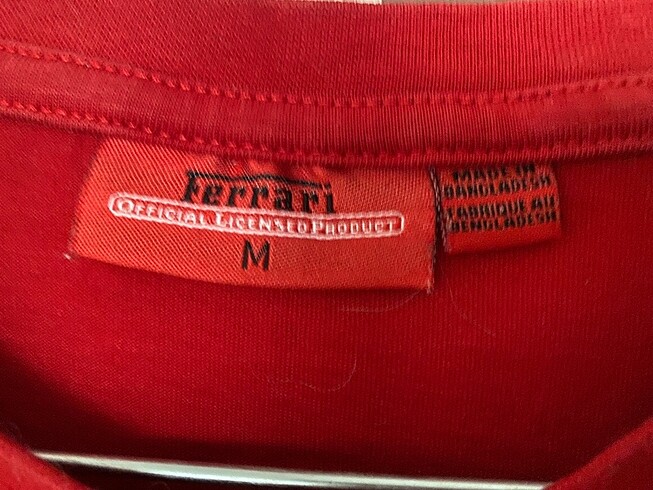 Ferrari
OFFICIAL LICENSED PRODUCT
M
MADE IN
BANGLADESH
FABRIQUE AU
BENGLADESH